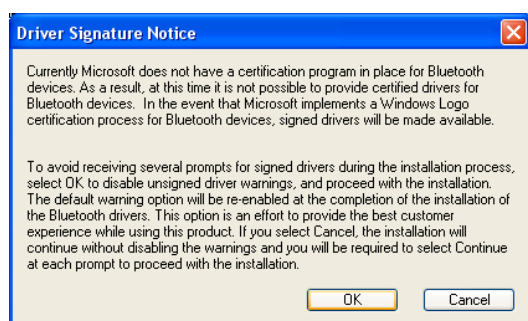 Driver Signature Notice
Currently Microsoft does not have a certification program in place for Bluetooth
devices. As a result, at this time it is not possible to provide certified drivers for
Bluetooth devices. In the event that Microsoft implements a Windows Logo
certification process for Bluetooth devices, signed drivers will be made available.
To avoid receiving several prompts for signed drivers during the installation process,
select OK to disable unsigned driver warnings, and proceed with the installation.
The default warning option will be re-enabled at the completion of the installation of
the Bluetooth drivers. This option is an effort to provide the best customer
experience while using this product. If you select Cancel, the installation will
continue without disabling the warnings and you will be required to select Continue
at each prompt to proceed with the installation.
OK Cancel